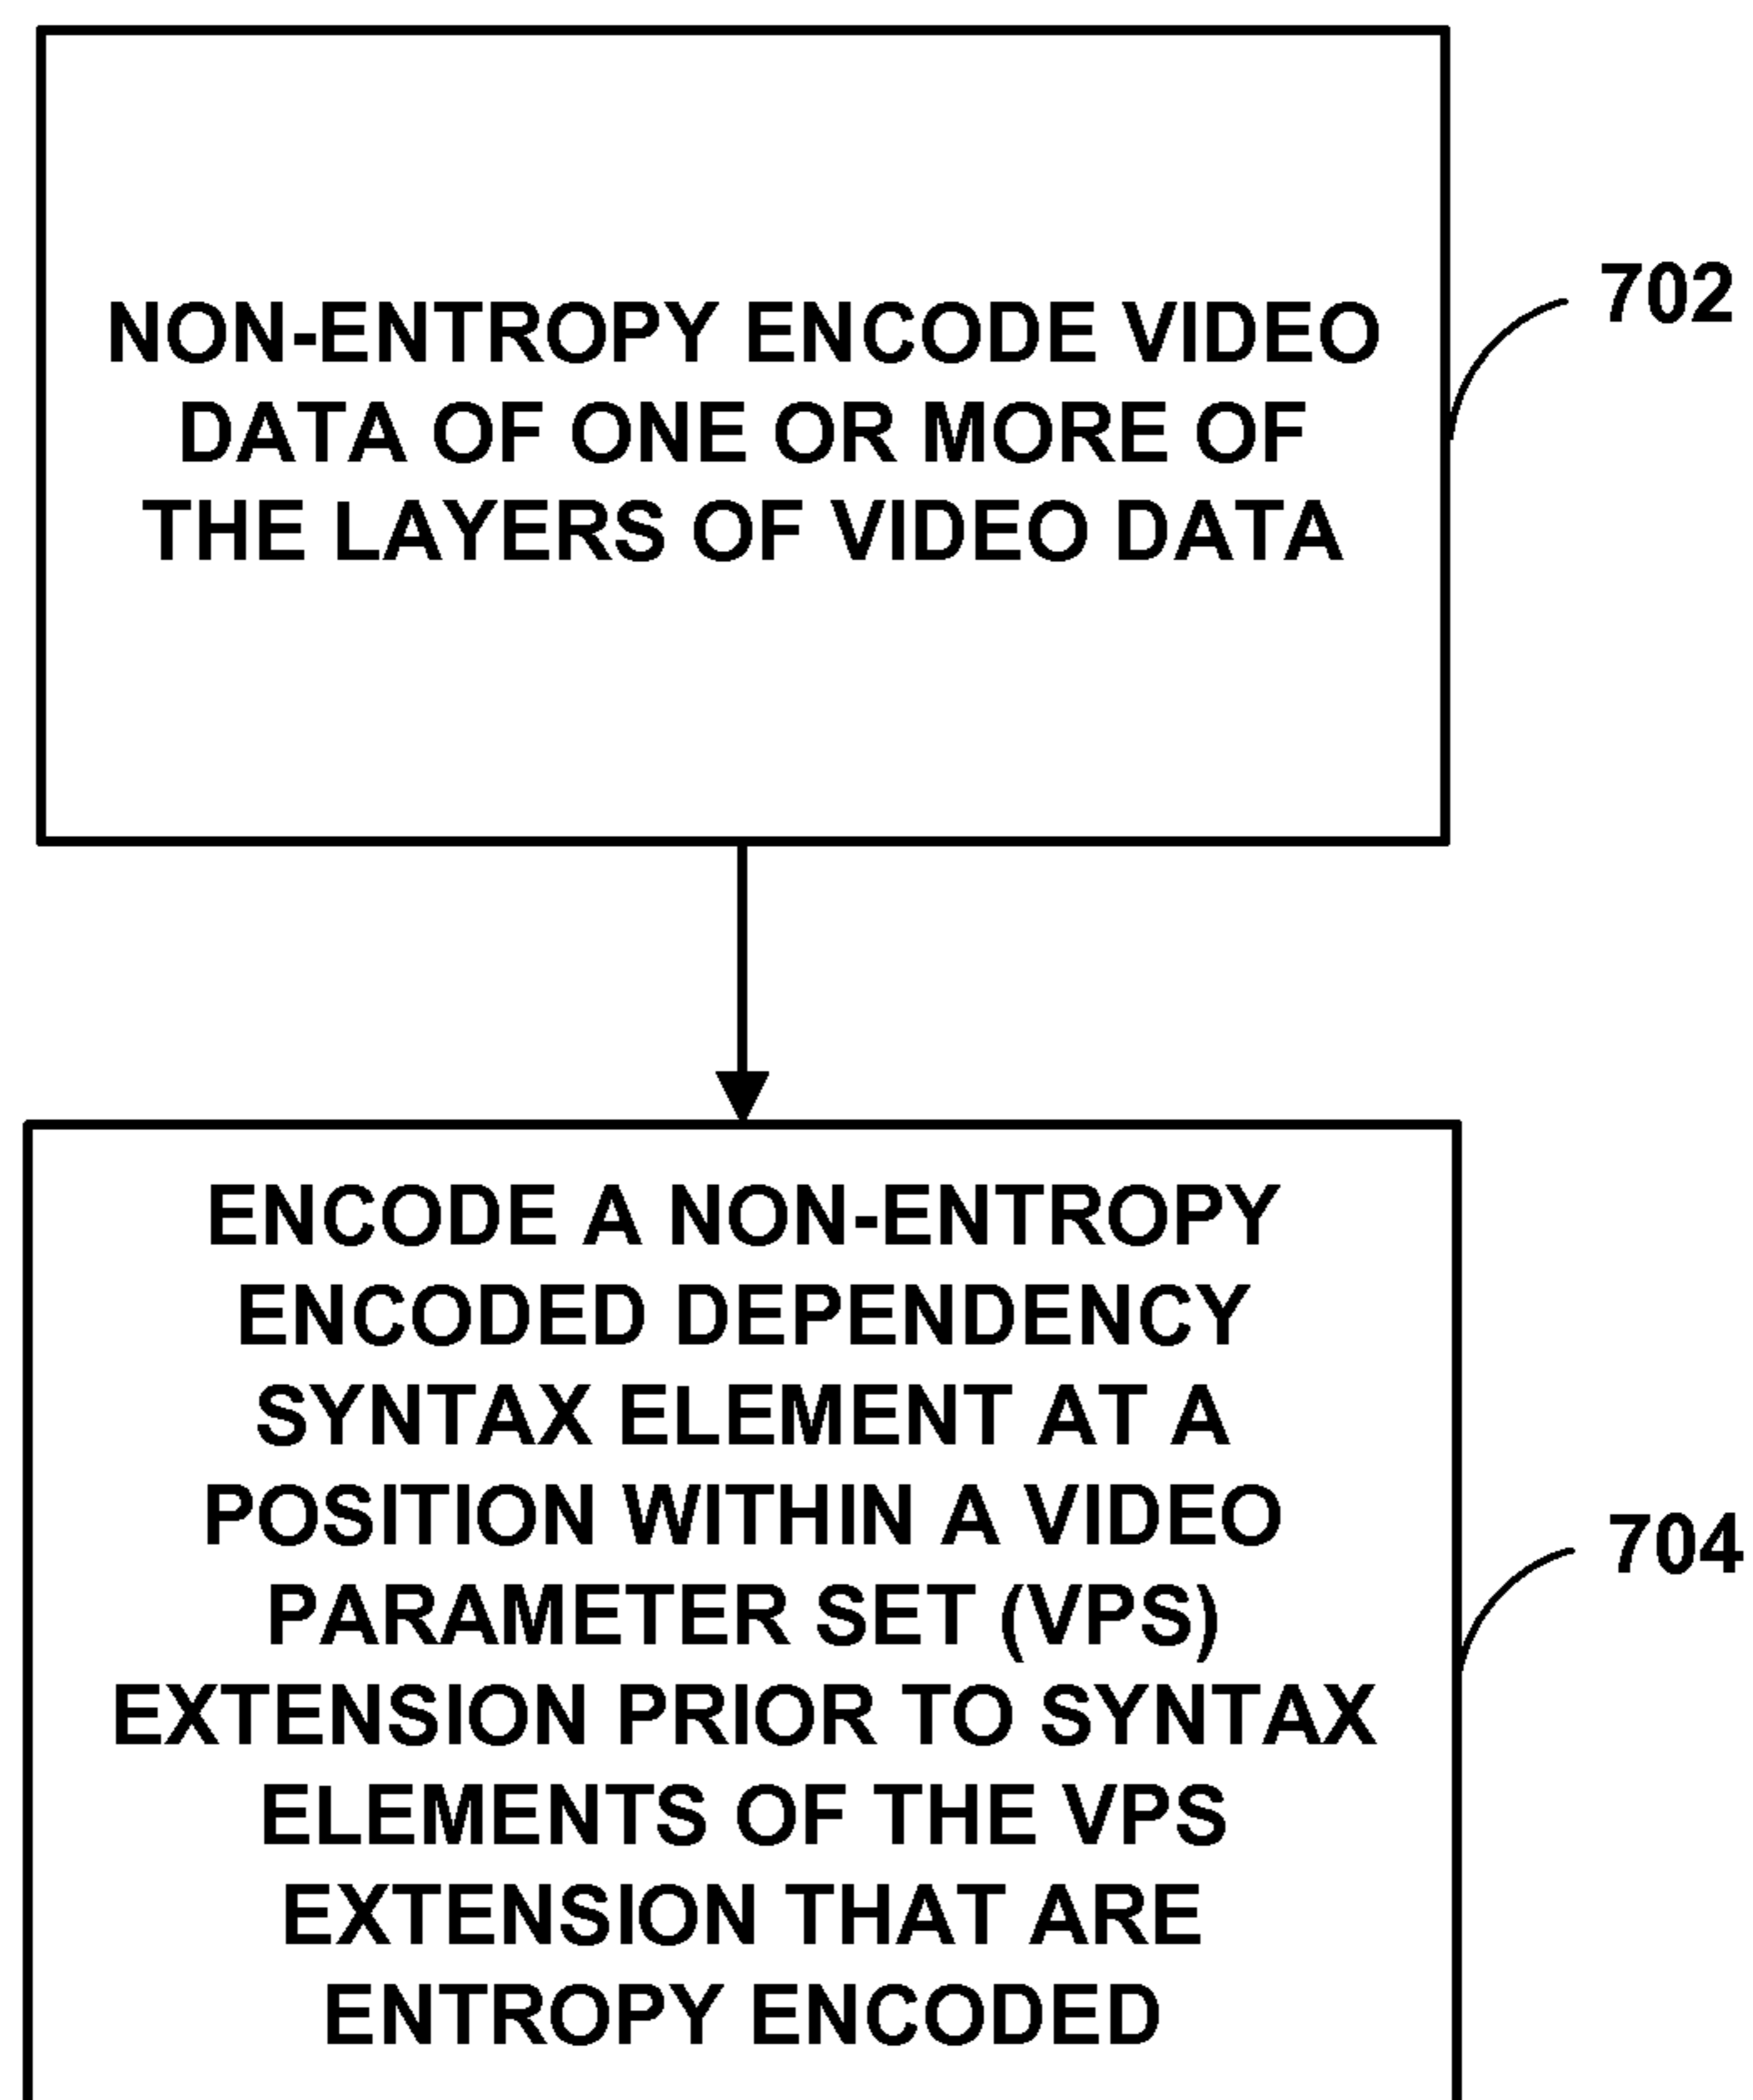 NON-ENTROPY ENCODE VIDEO
DATA OF ONE OR MORE OF
THE LAYERS OF VIDEO DATA
702
ENCODE A NON-ENTROPY
ENCODED DEPENDENCY
SYNTAX ELEMENT AT A
POSITION WITHIN A VIDEO
PARAMETER SET (VPS)
EXTENSION PRIOR TO SYNTAX
ELEMENTS OF THE VPS
EXTENSION THAT ARE
ENTROPY ENCODED
704